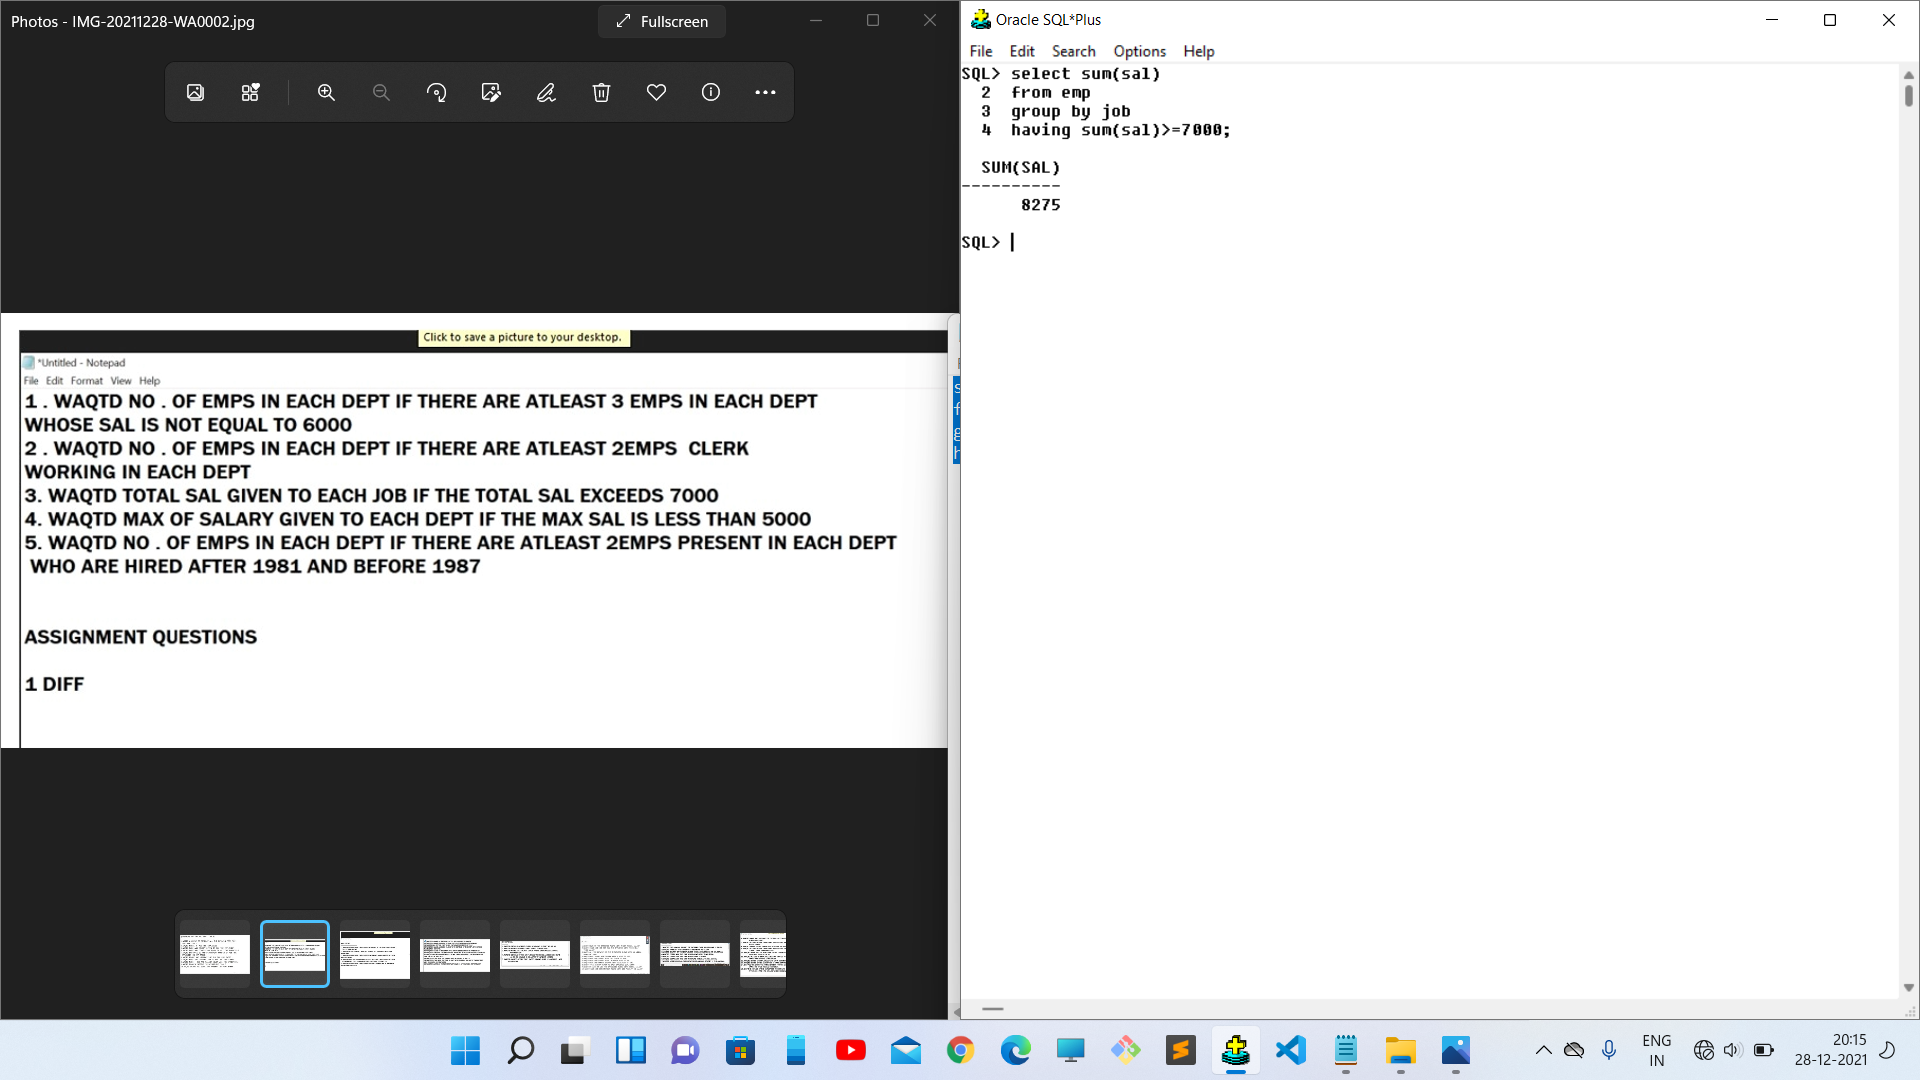 Photos - IMG-20211228-WA0002.jpg
Fullscreen
Click to save a picture to your desktop.
*Untitled - Notepad
File Edit Format View Help
1 . WAQTD NO . OF EMPS IN EACH DEPT IF THERE ARE ATLEAST 3 EMPS IN EACH DEPT
WHOSE SAL IS NOT EQUAL TO 6000
2 . WAQTD NO . OF EMPS IN EACH DEPT IF THERE ARE ATLEAST 2EMPS  CLERK
WORKING IN EACH DEPT
3. WAQTD TOTAL SAL GIVEN TO EACH JOB IF THE TOTAL SAL EXCEEDS 7000
4. WAQTD MAX OF SALARY GIVEN TO EACH DEPT IF THE MAX SAL IS LESS THAN 5000
5. WAQTD NO . OF EMPS IN EACH DEPT IF THERE ARE ATLEAST 2EMPS PRESENT IN EACH DEPT
WHO ARE HIRED AFTER 1981 AND BEFORE 1987
ASSIGNMENT QUESTIONS
1 DIFF
Oracle SQL*Plus
File Edit Search Options Help
SQL> select sum(sal)
2 from emp
3 group by job
4 having sum(sal)>=7000;
SUM(SAL)
----------
8275
SQL>
ENG
IN
20:15
28-12-2021